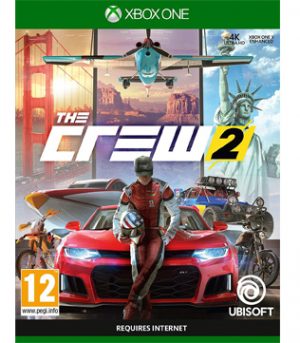 XBOX ONE
4K
ULTRA HD
XBOX ONE X
ENHANCED
THE
CREW 2
12
www.pegi.info
UBISOFT
REQUIRES INTERNET